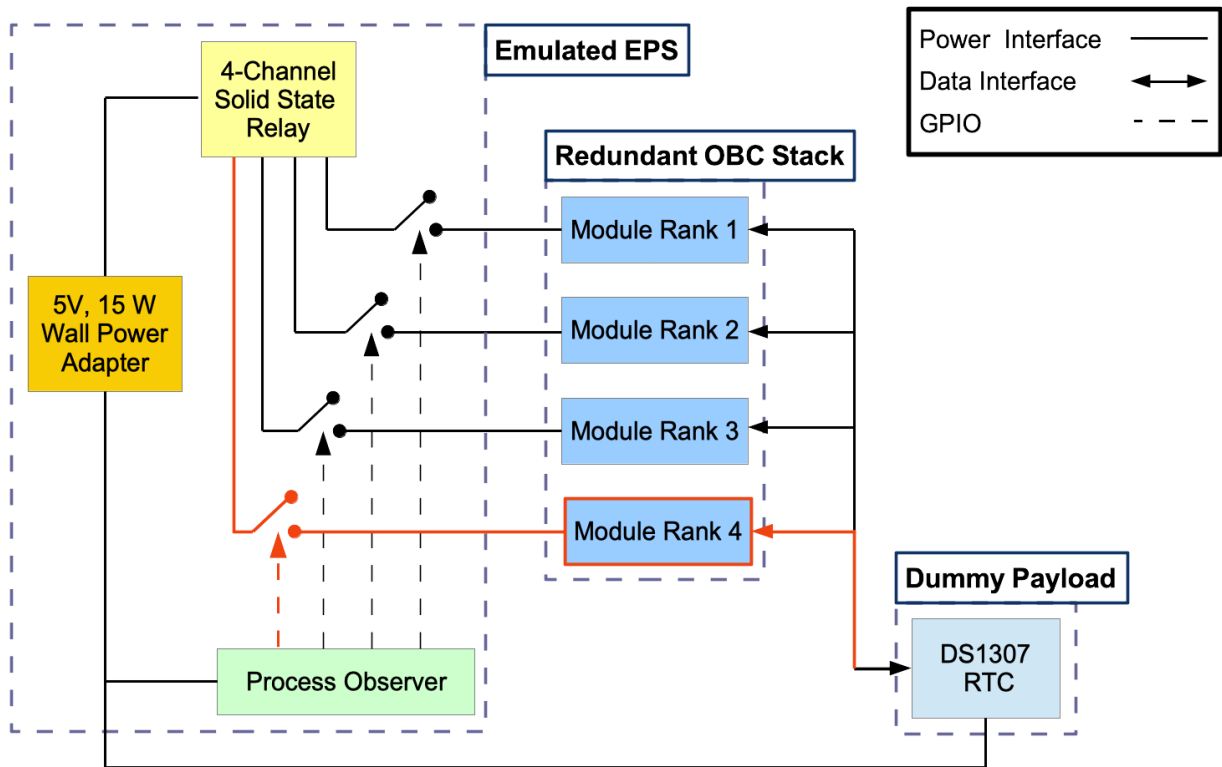 Emulated EPS
4-Channel
Solid State
Relay
Power Interface
Data Interface
GPIO
Redundant OBC Stack
Module Rank 1
5V, 15 W
Wall Power
Adapter
Module Rank 2
Module Rank 3
Module Rank 4
Dummy Payload
DS1307
RTC
Process Observer